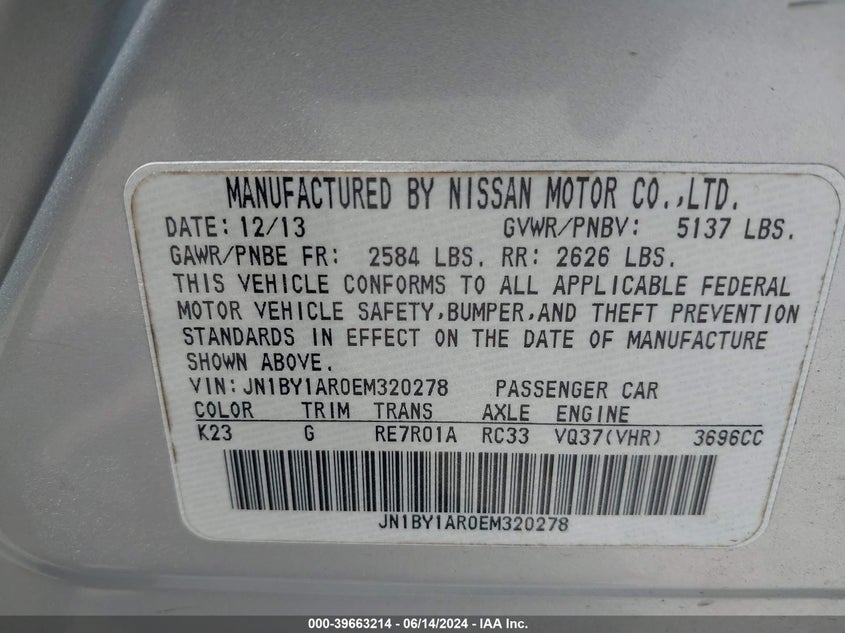 MANUFACTURED BY NISSAN MOTOR CO.,LTD.
DATE: 12/13 GVWR/PNBV: 5137 LBS.
GAWR/PNBE FR: 2584 LBS. RR: 2626 LBS.
THIS VEHICLE CONFORMS TO ALL APPLICABLE FEDERAL
MOTOR VEHICLE SAFETY,BUMPER,AND THEFT PREVENTION
STANDARDS IN EFFECT ON THE DATE OF MANUFACTURE
SHOWN ABOVE.
VIN:JN1BY1AR0EM320278 PASSENGER CAR
COLOR TRIM TRANS AXLE ENGINE
K23 G RE7R01A RC33 VQ37(VHR) 3696CC
JN1BY1AR0EM320278
000-39663214 - 06/14/2024 - IAA Inc.